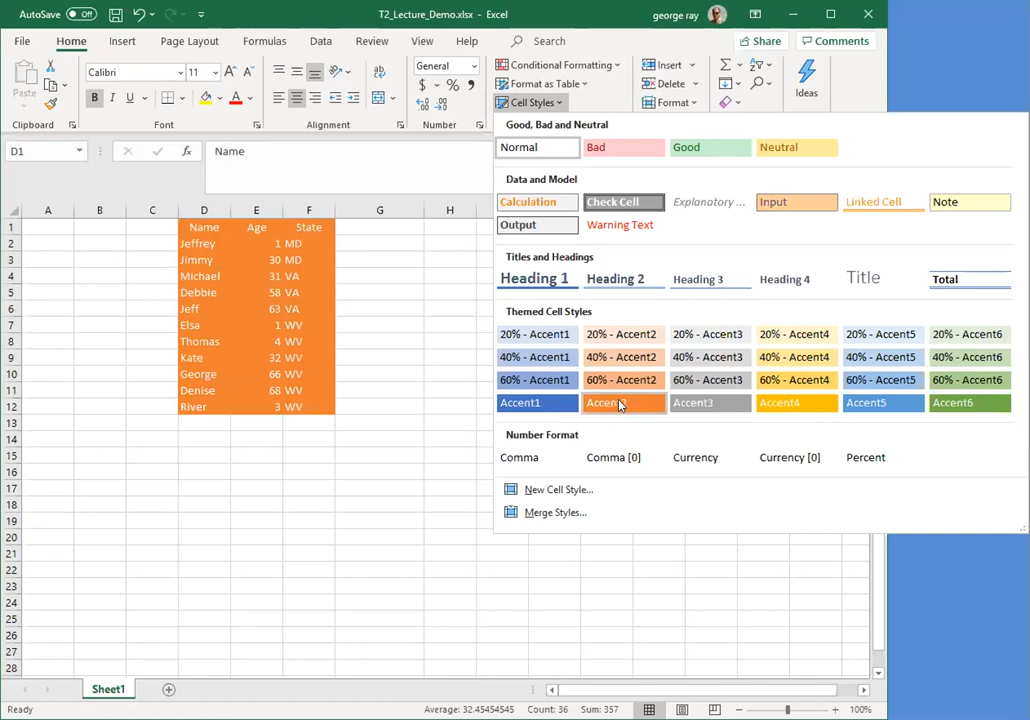 AutoSave Off T2_Lecture_Demo.xlsx - Excel george ray
File Home Insert Page Layout Formulas Data Review View Help Search Share Comments
Paste Calibri 11 A A ab General $ % , Conditional Formatting Format as Table Cell Styles Insert Delete Format Σ Ideas
B I U A
Clipboard Font Alignment Number
Good, Bad and Neutral
Normal Bad Good Neutral
Data and Model
Calculation Check Cell Explanatory ... Input Linked Cell Note
Output Warning Text
Titles and Headings
Heading 1 Heading 2 Heading 3 Heading 4 Title Total
Themed Cell Styles
20% - Accent1 20% - Accent2 20% - Accent3 20% - Accent4 20% - Accent5 20% - Accent6
40% - Accent1 40% - Accent2 40% - Accent3 40% - Accent4 40% - Accent5 40% - Accent6
60% - Accent1 60% - Accent2 60% - Accent3 60% - Accent4 60% - Accent5 60% - Accent6
Accent1 Accent2 Accent3 Accent4 Accent5 Accent6
Number Format
Comma Comma [0] Currency Currency [0] Percent
New Cell Style...
Merge Styles...
D1 fx Name
A B C D E F G H
1 Name Age State
2 Jeffrey 1 MD
3 Jimmy 30 MD
4 Michael 31 VA
5 Debbie 58 VA
6 Jeff 63 VA
7 Elsa 1 WV
8 Thomas 4 WV
9 Kate 32 WV
10 George 66 WV
11 Denise 68 WV
12 River 3 WV
13
14
15
16
17
18
19
20
21
22
23
24
25
26
27
28
Sheet1
Ready Average: 32.45454545 Count: 36 Sum: 357 100%